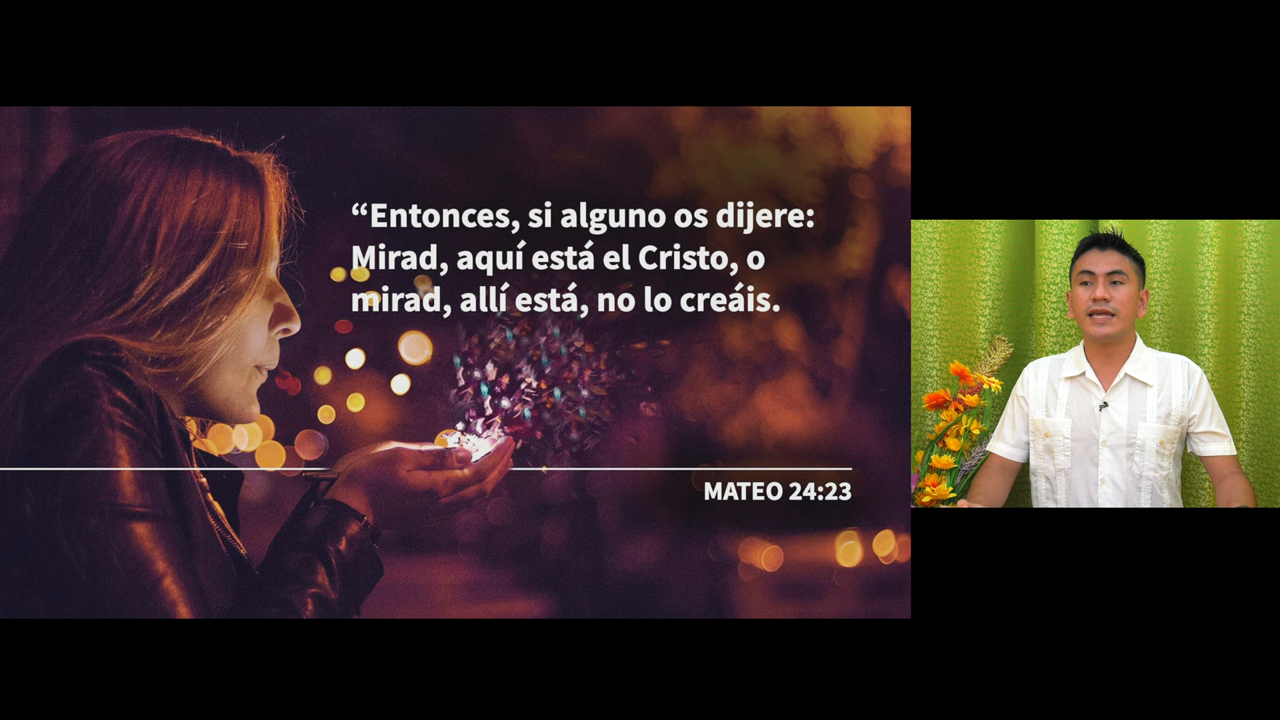 “Entonces, si alguno os dijere:
Mirad, aquí está el Cristo, o
mirad, allí está, no lo creáis.
MATEO 24:23